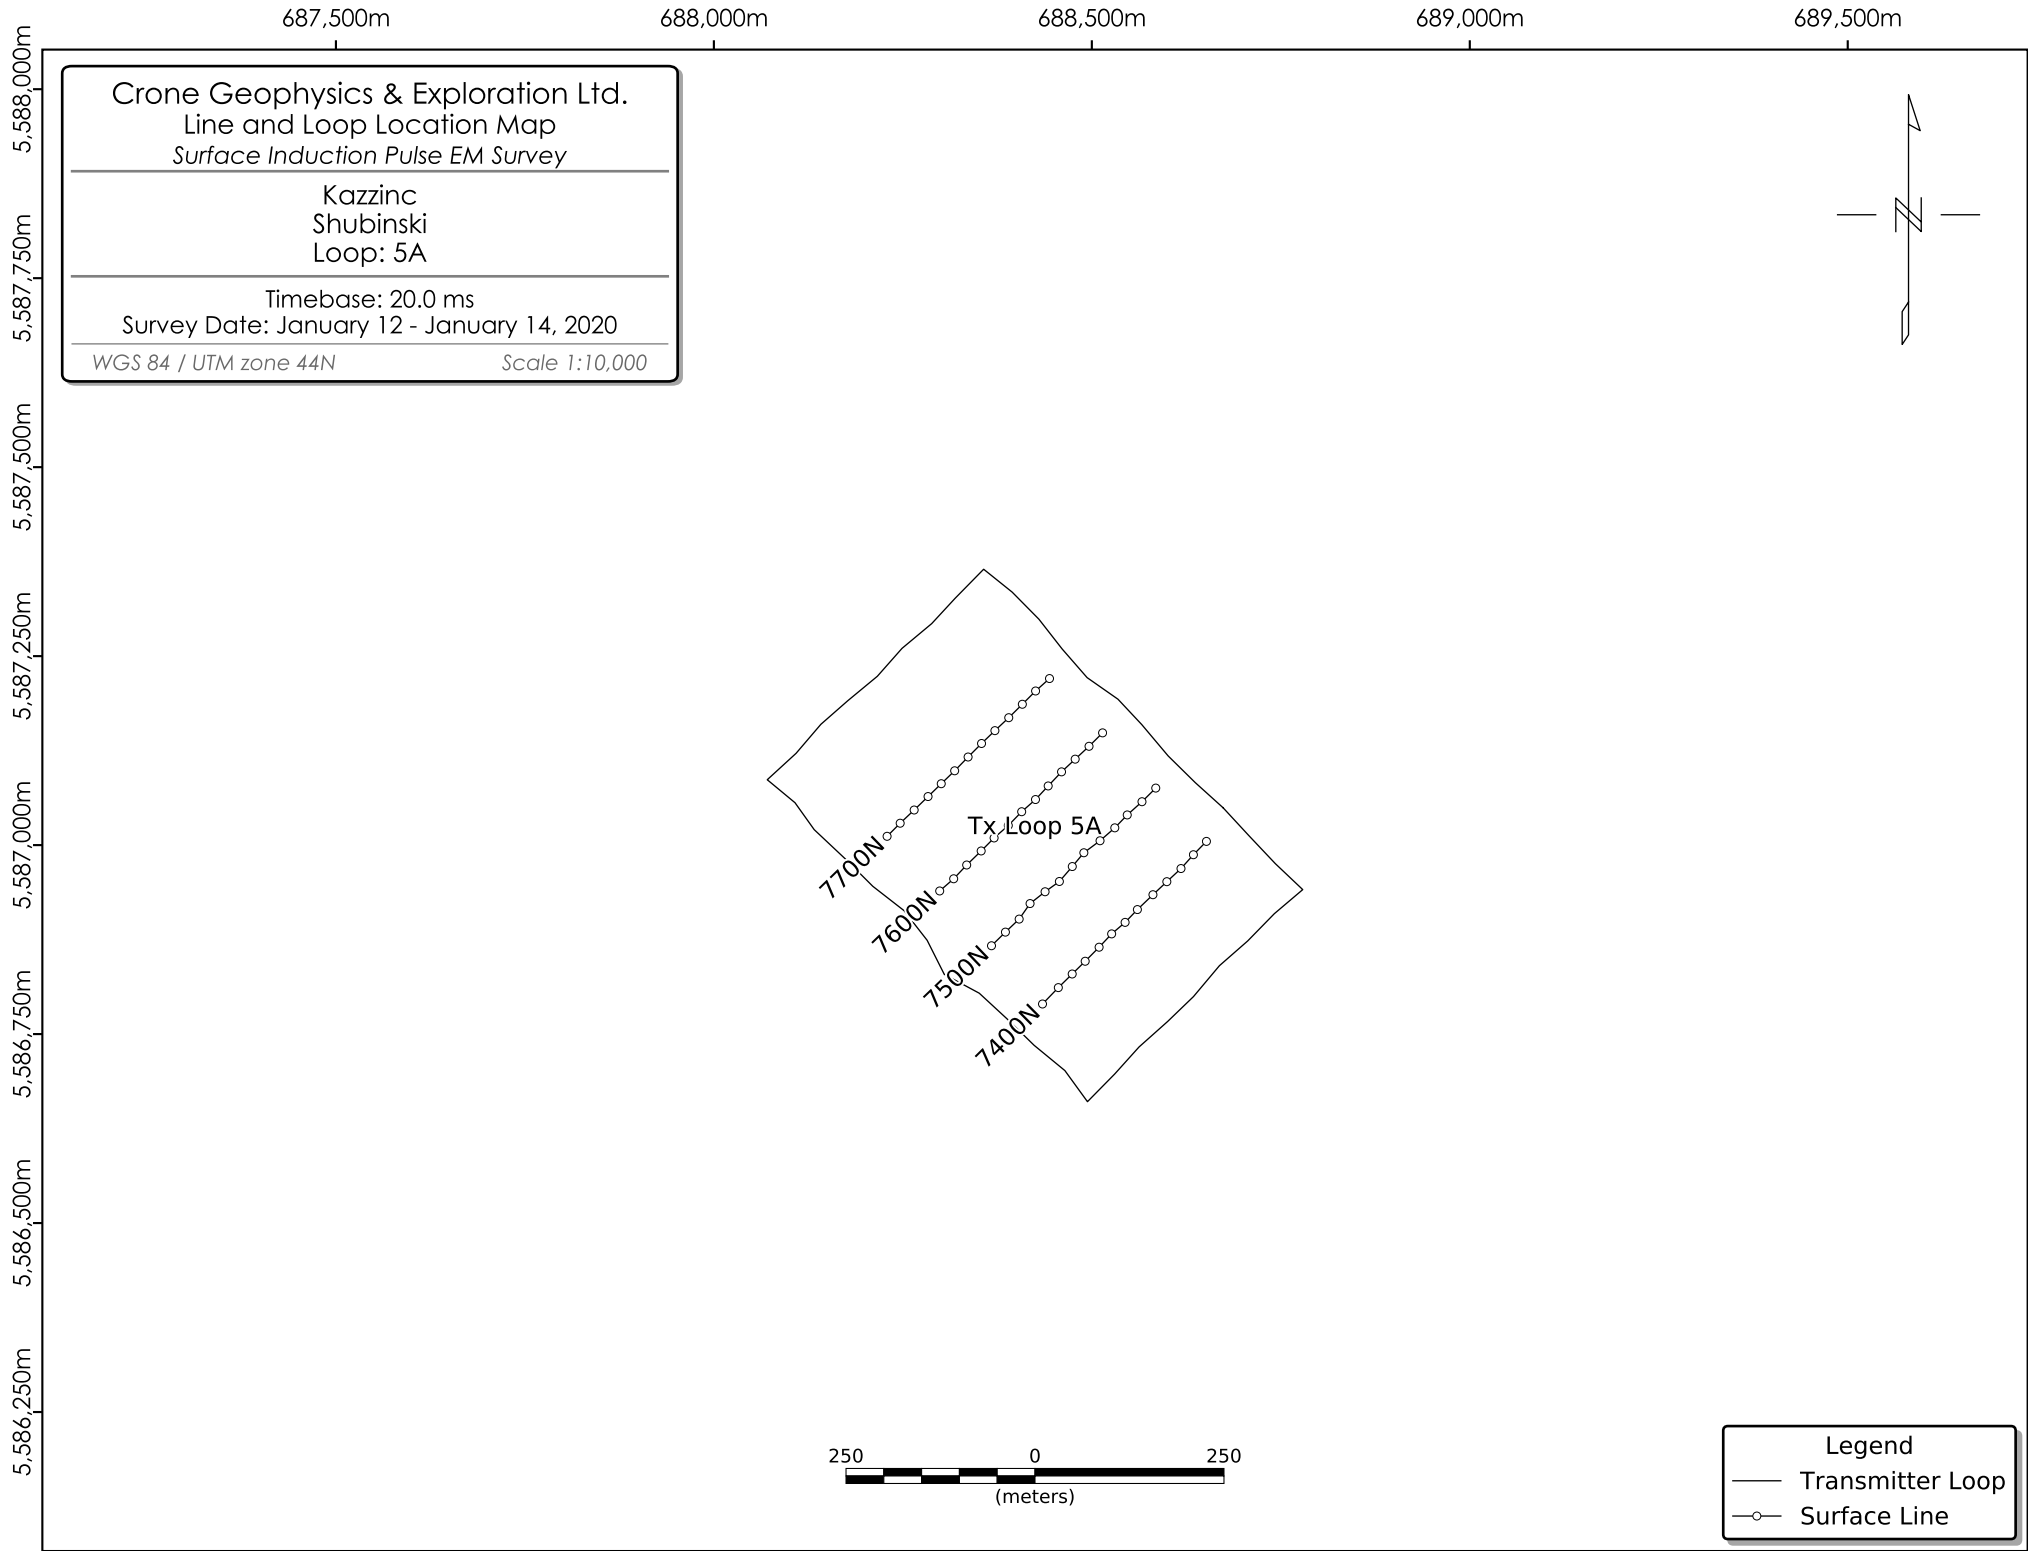 687,500m 688,000m 688,500m 689,000m 689,500m
5,588,000m
5,587,750m
5,587,500m
5,587,250m
5,587,000m
5,586,750m
5,586,500m
5,586,250m
Crone Geophysics & Exploration Ltd.
Line and Loop Location Map
Surface Induction Pulse EM Survey
Kazzinc
Shubinski
Loop: 5A
Timebase: 20.0 ms
Survey Date: January 12 - January 14, 2020
WGS 84 / UTM zone 44N Scale 1:10,000
N
Tx Loop 5A
7700N
7600N
7500N
7400N
250 0 250
(meters)
Legend
Transmitter Loop
Surface Line